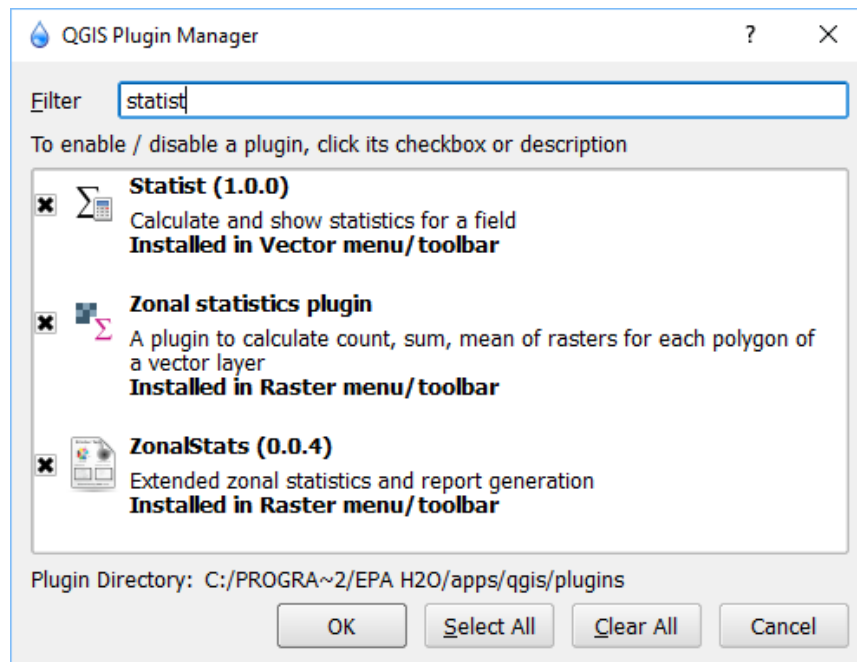 QGIS Plugin Manager
Filter statist
To enable / disable a plugin, click its checkbox or description
Statist (1.0.0)
Calculate and show statistics for a field
Installed in Vector menu/toolbar
Zonal statistics plugin
A plugin to calculate count, sum, mean of rasters for each polygon of
a vector layer
Installed in Raster menu/toolbar
ZonalStats (0.0.4)
Extended zonal statistics and report generation
Installed in Raster menu/toolbar
Plugin Directory: C:/PROGRA~2/EPA H2O/apps/qgis/plugins
OK Select All Clear All Cancel